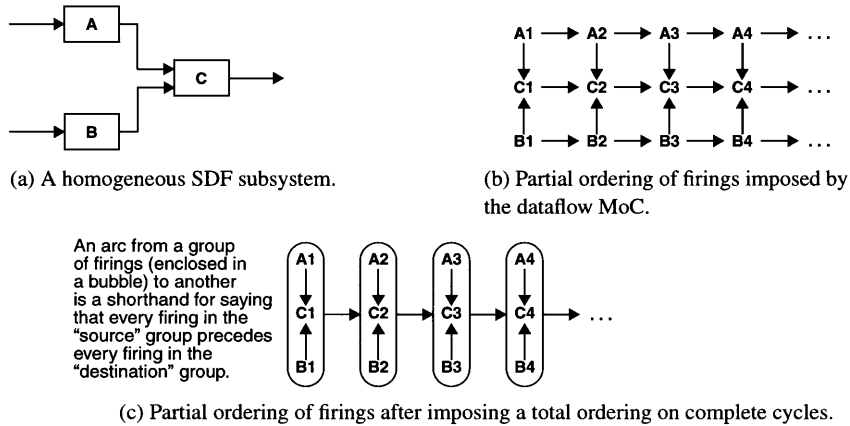 A
C
B
(a) A homogeneous SDF subsystem.
A1 A2 A3 A4 ...
C1 C2 C3 C4 ...
B1 B2 B3 B4 ...
(b) Partial ordering of firings imposed by
the dataflow MoC.
An arc from a group
of firings (enclosed in
a bubble) to another
is a shorthand for saying
that every firing in the
“source” group precedes
every firing in the
“destination” group.
A1 A2 A3 A4
C1 C2 C3 C4 ...
B1 B2 B3 B4
(c) Partial ordering of firings after imposing a total ordering on complete cycles.